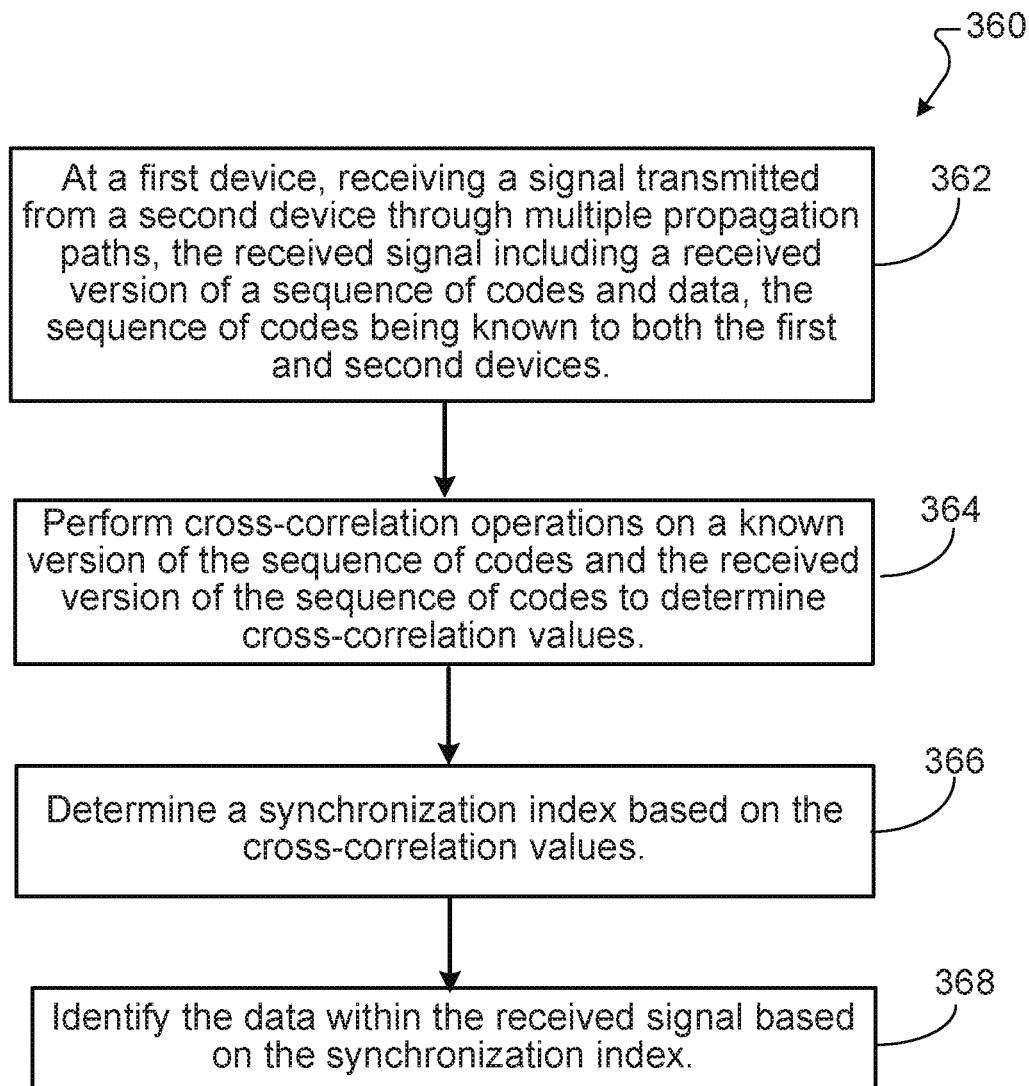 360
At a first device, receiving a signal transmitted
from a second device through multiple propagation
paths, the received signal including a received
version of a sequence of codes and data, the
sequence of codes being known to both the first
and second devices.
362
Perform cross-correlation operations on a known
version of the sequence of codes and the received
version of the sequence of codes to determine
cross-correlation values.
364
Determine a synchronization index based on the
cross-correlation values.
366
Identify the data within the received signal based
on the synchronization index.
368